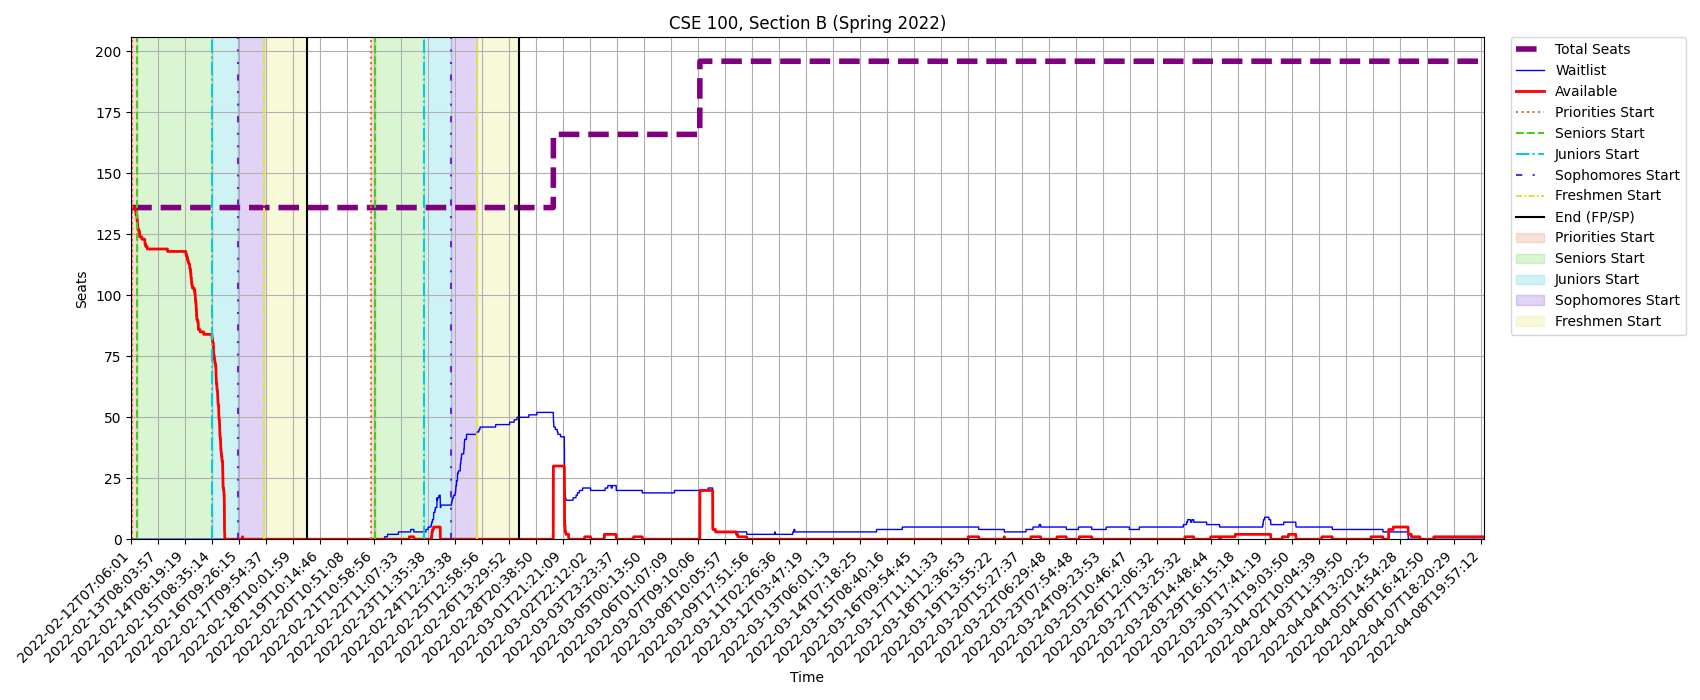 CSE 100, Section B (Spring 2022)
Seats
200
175
150
125
100
75
50
25
0
2022-02-12T07:06:01
2022-02-13T08:03:57
2022-02-14T08:19:19
2022-02-15T08:35:14
2022-02-16T09:26:15
2022-02-17T09:54:37
2022-02-18T10:01:59
2022-02-19T10:14:46
2022-02-20T10:51:08
2022-02-21T10:58:56
2022-02-22T11:07:33
2022-02-23T11:35:38
2022-02-24T12:23:38
2022-02-25T12:58:56
2022-02-26T13:29:52
2022-02-28T20:38:50
2022-03-01T21:21:09
2022-03-02T22:12:02
2022-03-03T23:23:37
2022-03-05T00:13:50
2022-03-06T01:07:09
2022-03-07T09:10:06
2022-03-08T10:05:57
2022-03-09T17:51:56
2022-03-11T02:26:36
2022-03-12T03:47:19
2022-03-13T06:01:13
2022-03-14T07:18:25
2022-03-15T08:40:16
2022-03-16T09:54:45
2022-03-17T11:11:33
2022-03-18T12:36:53
2022-03-19T13:55:22
2022-03-20T15:27:37
2022-03-22T06:29:48
2022-03-23T07:54:48
2022-03-24T09:23:53
2022-03-25T10:46:47
2022-03-26T12:06:32
2022-03-27T13:25:32
2022-03-28T14:48:44
2022-03-29T16:15:18
2022-03-30T17:41:19
2022-03-31T19:03:50
2022-04-02T10:04:39
2022-04-03T11:39:50
2022-04-04T13:20:25
2022-04-05T14:54:28
2022-04-06T16:42:50
2022-04-07T18:20:29
2022-04-08T19:57:12
Time
Total Seats
Waitlist
Available
Priorities Start
Seniors Start
Juniors Start
Sophomores Start
Freshmen Start
End (FP/SP)
Priorities Start
Seniors Start
Juniors Start
Sophomores Start
Freshmen Start